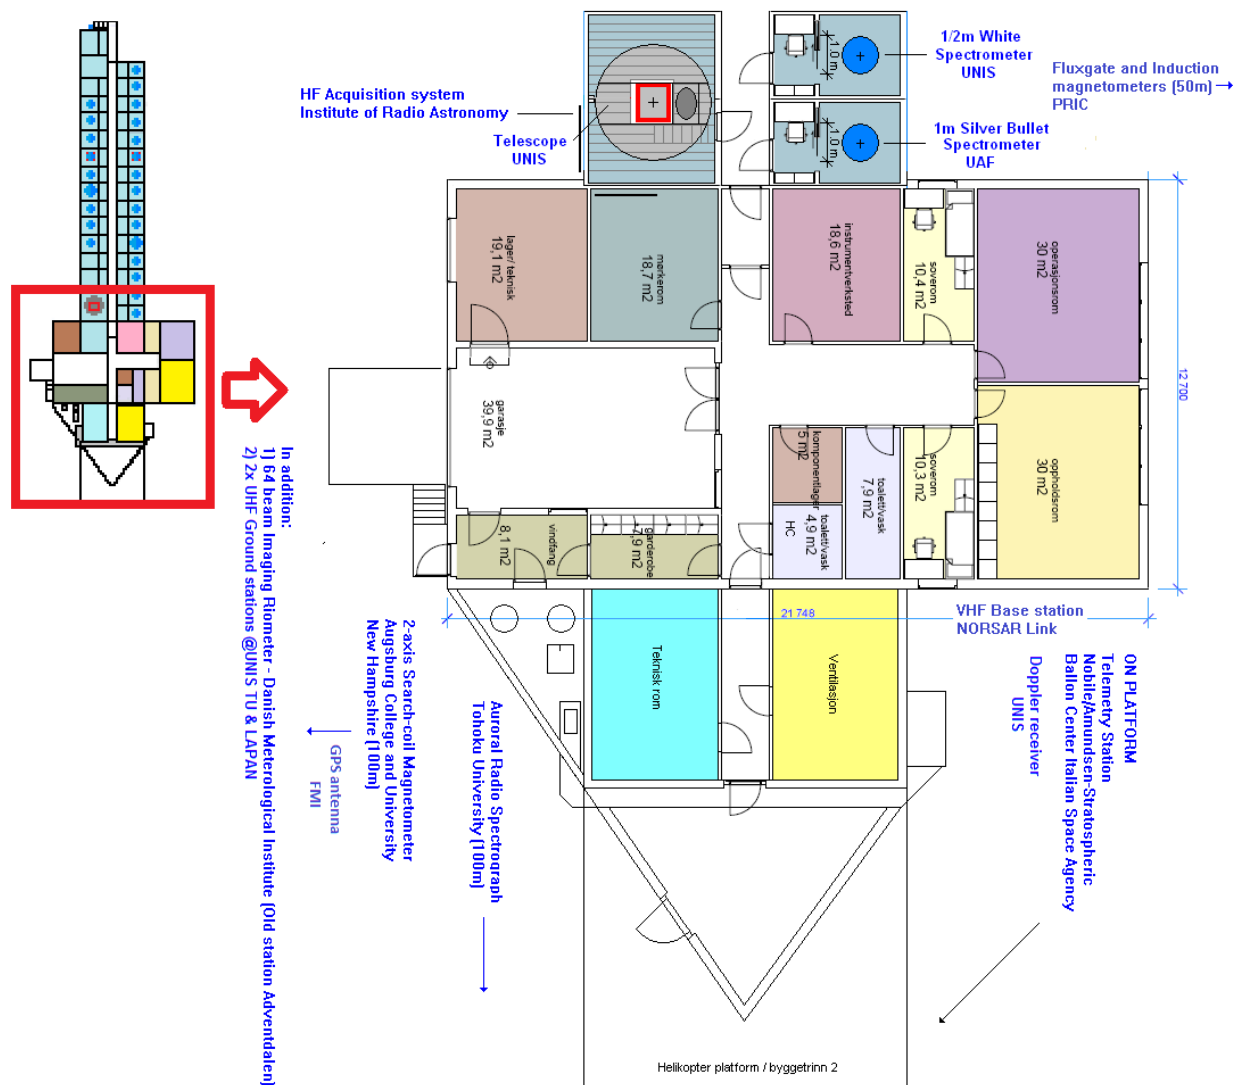 1/2m White
Spectrometer
UNIS
Fluxgate and Induction
magnetometers (50m)
PRIC
HF Acquisition system
Institute of Radio Astronomy
Telescope
UNIS
1m Silver Bullet
Spectrometer
UAF
1.0 m
1.0 m
lager/ teknisk
19,1 m2
mørkerom
18,7 m2
instrumentverksted
18,6 m2
soverom
10,4 m2
operasjonsrom
30 m2
12 700
garasje
39,9 m2
komponentlager
5 m2
toalett/vask
7,9 m2
soverom
10,3 m2
oppholdsrom
30 m2
vindfang
8,1 m2
garderobe
7,9 m2
toalett/vask
4,9 m2
HC
21 748
VHF Base station
NORSAR Link
Teknisk rom
Ventilasjon
In addition:
1) 64 beam Imaging Riometer - Danish Meterological Institute (Old station Adventdalen)
2) 2x UHF Ground stations @UNIS TU & LAPAN
2-axis Search-coil Magnetometer
Augsburg College and University
New Hampshire (100m)
GPS antenna
FMI
Auroral Radio Spectrograph
Tohoku University (100m)
ON PLATFORM
Telemetry Station
Nobile/Amundsen-Stratospheric
Ballon Center Italian Space Agency
Doppler receiver
UNIS
Helikopter platform / byggetrinn 2